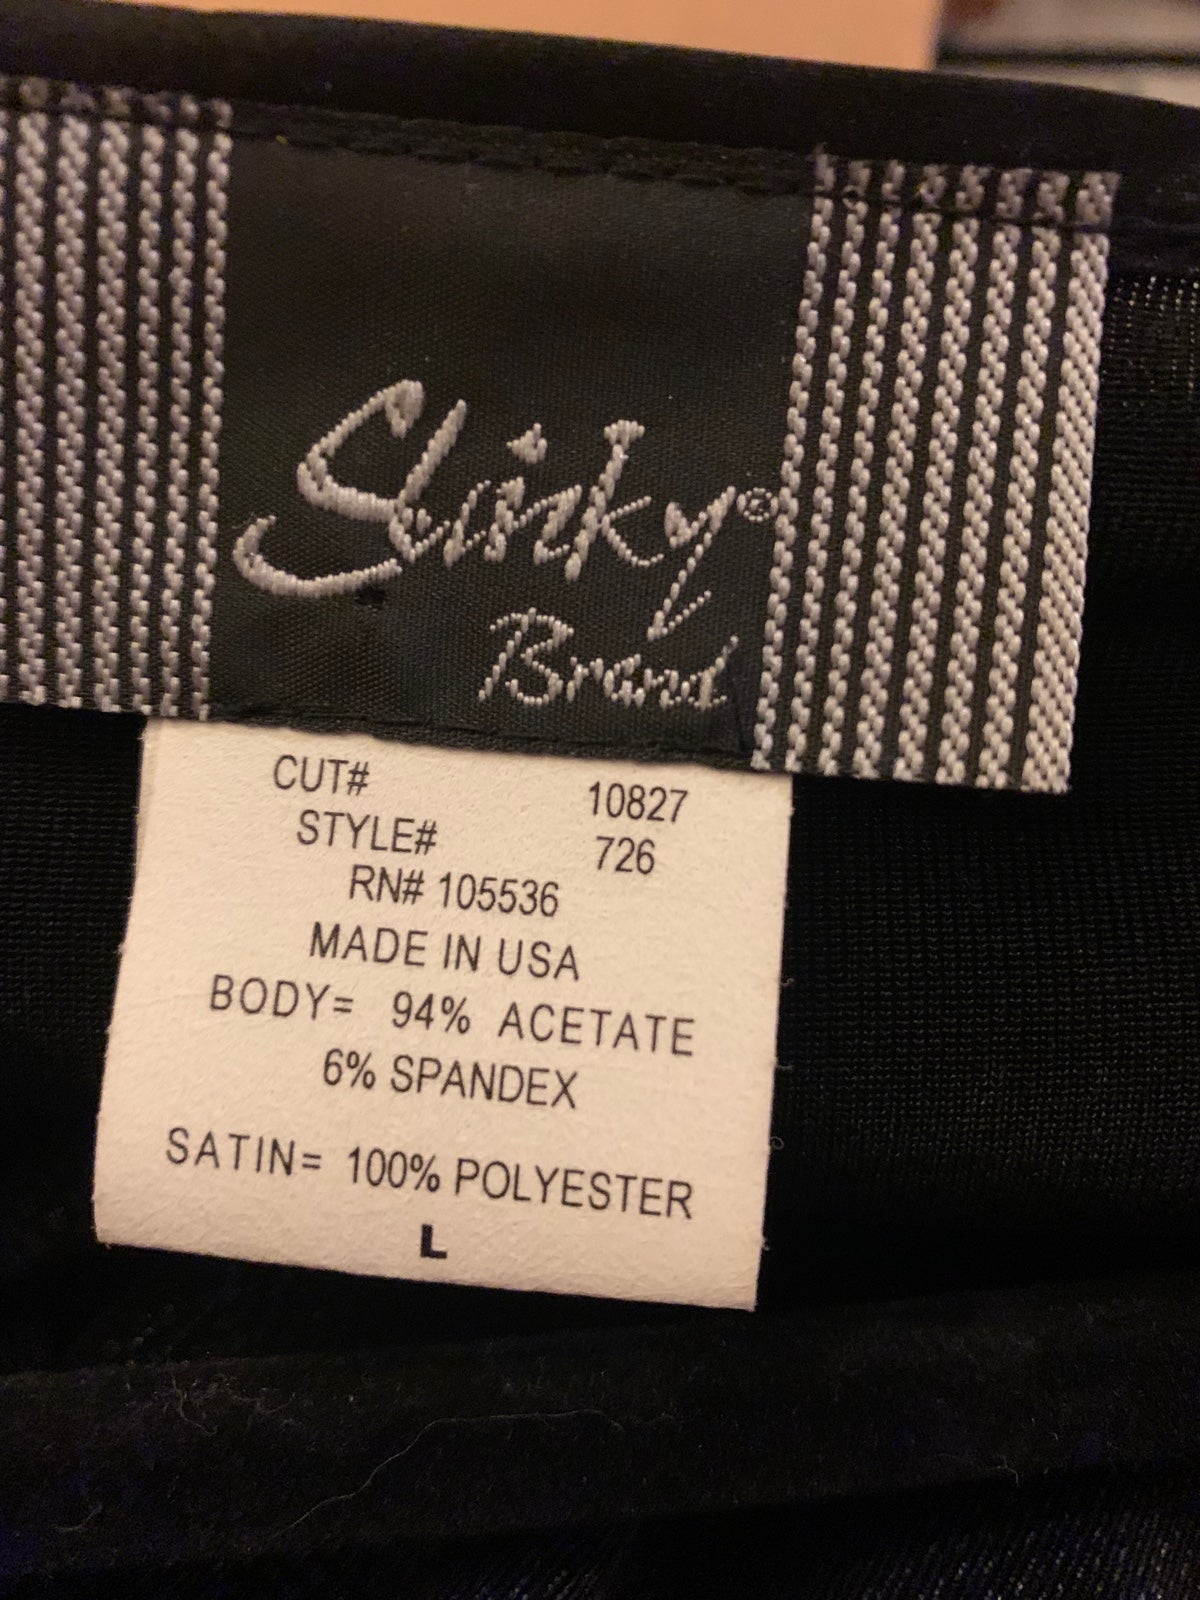 Slinky®
Brand
CUT# 10827
STYLE# 726
RN# 105536
MADE IN USA
BODY= 94% ACETATE
6% SPANDEX
SATIN= 100% POLYESTER
L